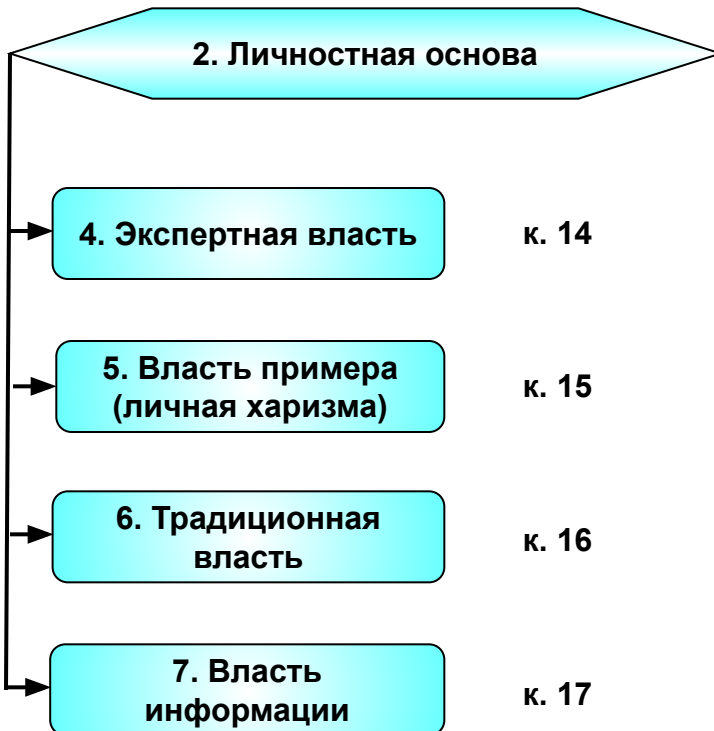 2. Личностная основа
4. Экспертная власть
к. 14
5. Власть примера
(личная харизма)
к. 15
6. Традиционная
власть
к. 16
7. Власть
информации
к. 17